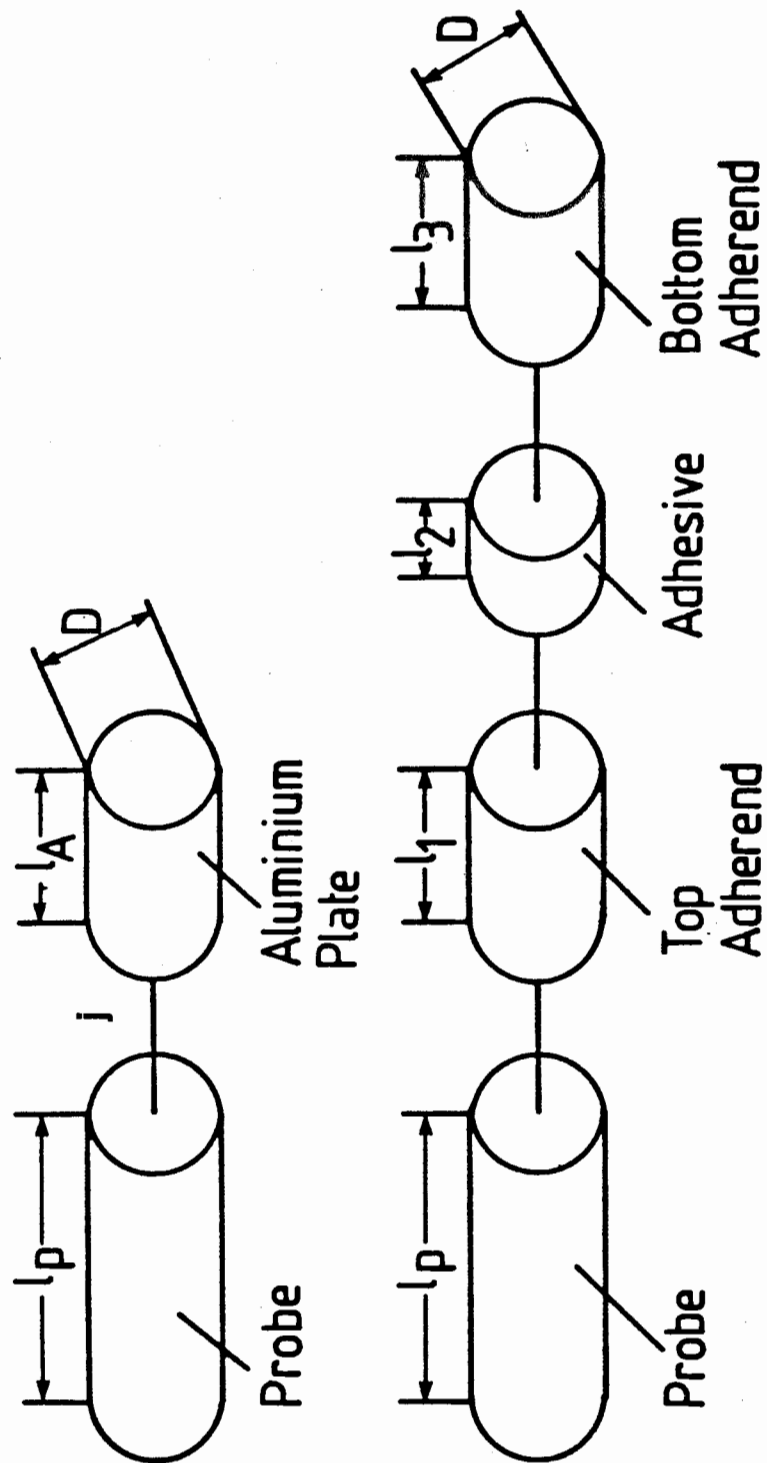 lp
lA
D
j
Probe
Aluminium
Plate
lp
l1
l2
l3
D
Probe
Top
Adherend
Adhesive
Bottom
Adherend